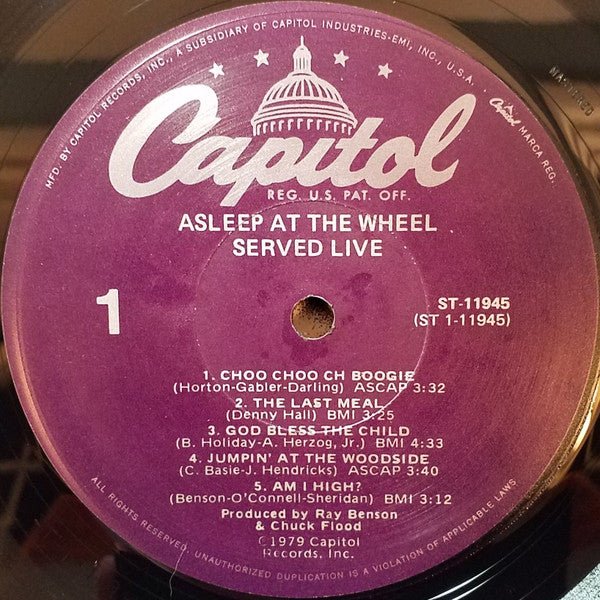 MFD. BY CAPITOL RECORDS, INC., A SUBSIDIARY OF CAPITOL INDUSTRIES-EMI, INC., U.S.A.
Capitol MARCA REG.
MASTERED
Capitol
REG. U.S. PAT. OFF.
ASLEEP AT THE WHEEL
SERVED LIVE
1
ST-11945
(ST 1-11945)
1. CHOO CHOO CH BOOGIE
(Horton-Gabler-Darling) ASCAP 3:32
2. THE LAST MEAL
(Denny Hall) BMI 3:25
3. GOD BLESS THE CHILD
(B. Holiday-A. Herzog, Jr.) BMI 4:33
4. JUMPIN' AT THE WOODSIDE
(C. Basie-J. Hendricks) ASCAP 3:40
5. AM I HIGH?
(Benson-O'Connell-Sheridan) BMI 3:12
Produced by Ray Benson
& Chuck Flood
©1979 Capitol
Records, Inc.
ALL RIGHTS RESERVED. UNAUTHORIZED DUPLICATION IS A VIOLATION OF APPLICABLE LAWS.